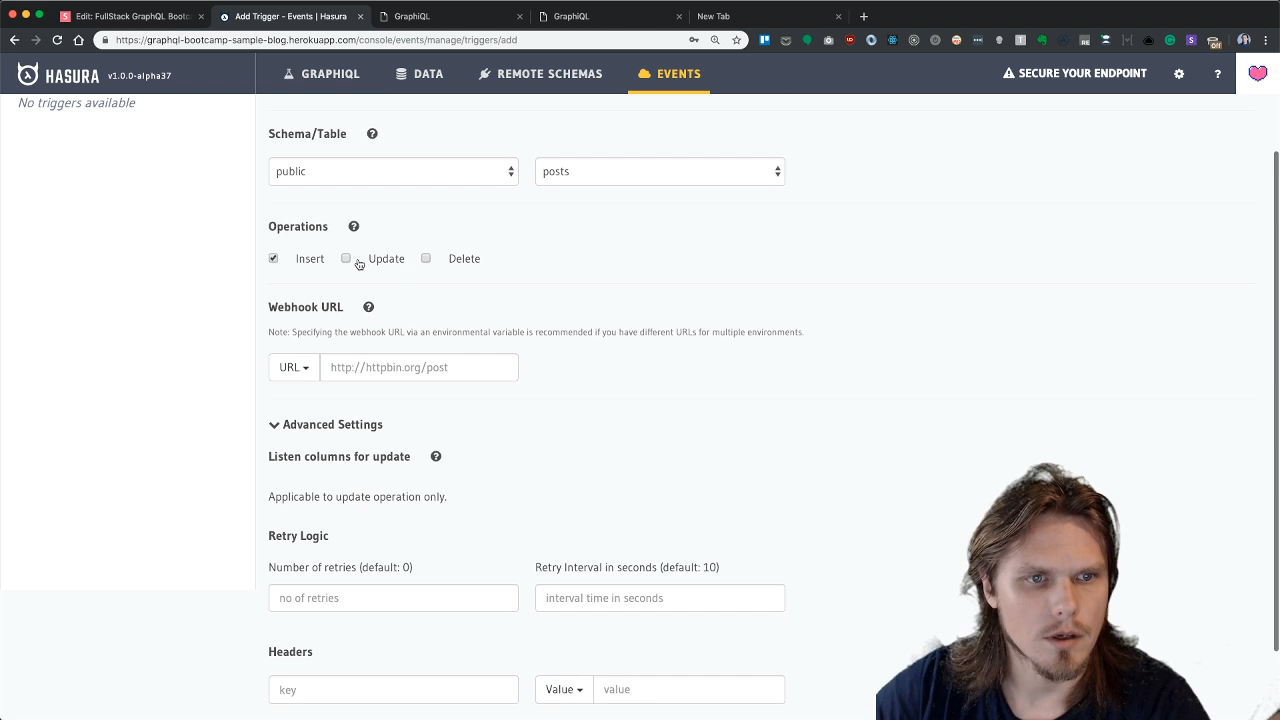 Edit: FullStack GraphQL Bootc
Add Trigger - Events | Hasura
GraphiQL
GraphiQL
New Tab
https://graphql-bootcamp-sample-blog.herokuapp.com/console/events/manage/triggers/add
HASURA v1.0.0-alpha37
GRAPHIQL
DATA
REMOTE SCHEMAS
EVENTS
SECURE YOUR ENDPOINT
?
No triggers available
Schema/Table ?
public
posts
Operations ?
Insert
Update
Delete
Webhook URL ?
Note: Specifying the webhook URL via an environmental variable is recommended if you have different URLs for multiple environments.
URL
http://httpbin.org/post
Advanced Settings
Listen columns for update ?
Applicable to update operation only.
Retry Logic
Number of retries (default: 0)
Retry Interval in seconds (default: 10)
no of retries
interval time in seconds
Headers
key
Value
value